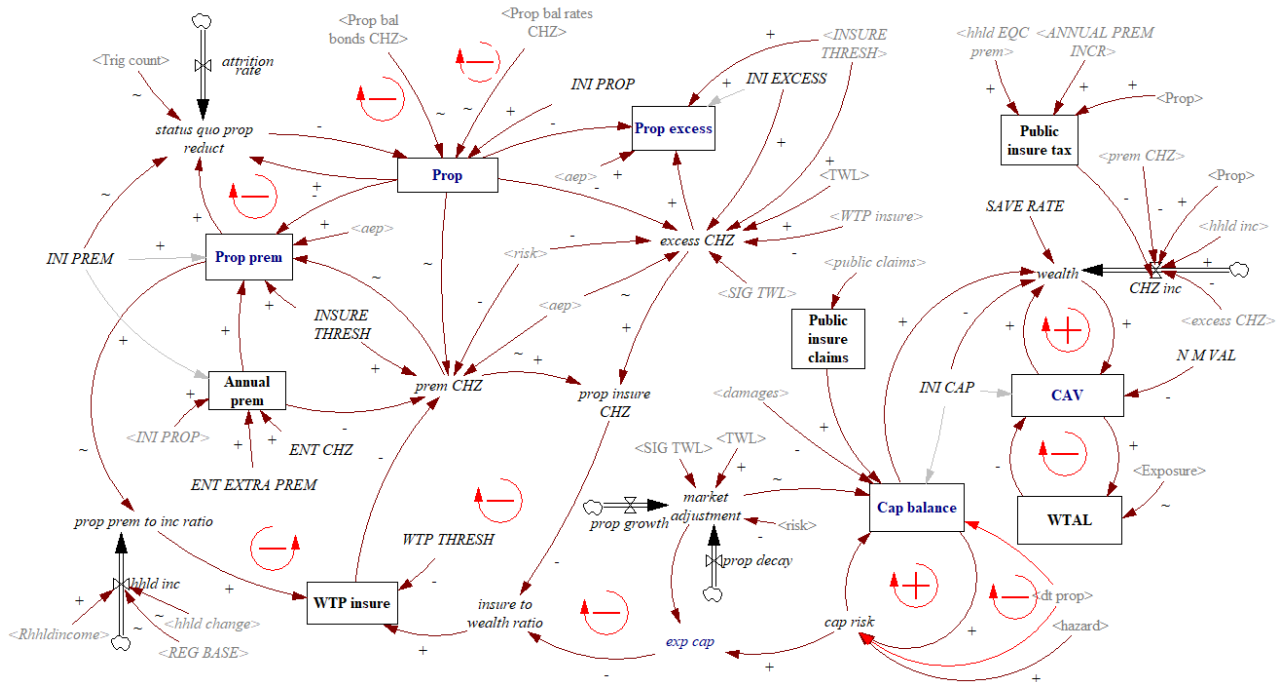 <Prop bal
bonds CHZ>
<Prop bal rates
CHZ>
<INSURE
THRESH>
<hhld EQC
prem>
<ANNUAL PREM
INCR>
<Trig count>
attrition
rate
INI PROP
INI EXCESS
<Prop>
status quo prop
reduct
Prop excess
Public
insure tax
<prem CHZ>
Prop
<aep>
<TWL>
<Prop>
SAVE RATE
<aep>
<WTP insure>
INI PREM
Prop prem
<risk>
excess CHZ
<hhld inc>
<public claims>
wealth
CHZ inc
<SIG TWL>
<aep>
INSURE
THRESH
Public
insure
claims
<excess CHZ>
N M VAL
Annual
prem
prem CHZ
prop insure
CHZ
INI CAP
CAV
<damages>
<INI PROP>
ENT CHZ
<SIG TWL>
<TWL>
<Exposure>
ENT EXTRA PREM
market
adjustment
Cap balance
WTAL
prop prem to inc ratio
prop growth
<risk>
WTP THRESH
prop decay
hhld inc
WTP insure
insure to
wealth ratio
<dt prop>
<Rhhldincome>
<hhld change>
<REG BASE>
exp cap
cap risk
<hazard>